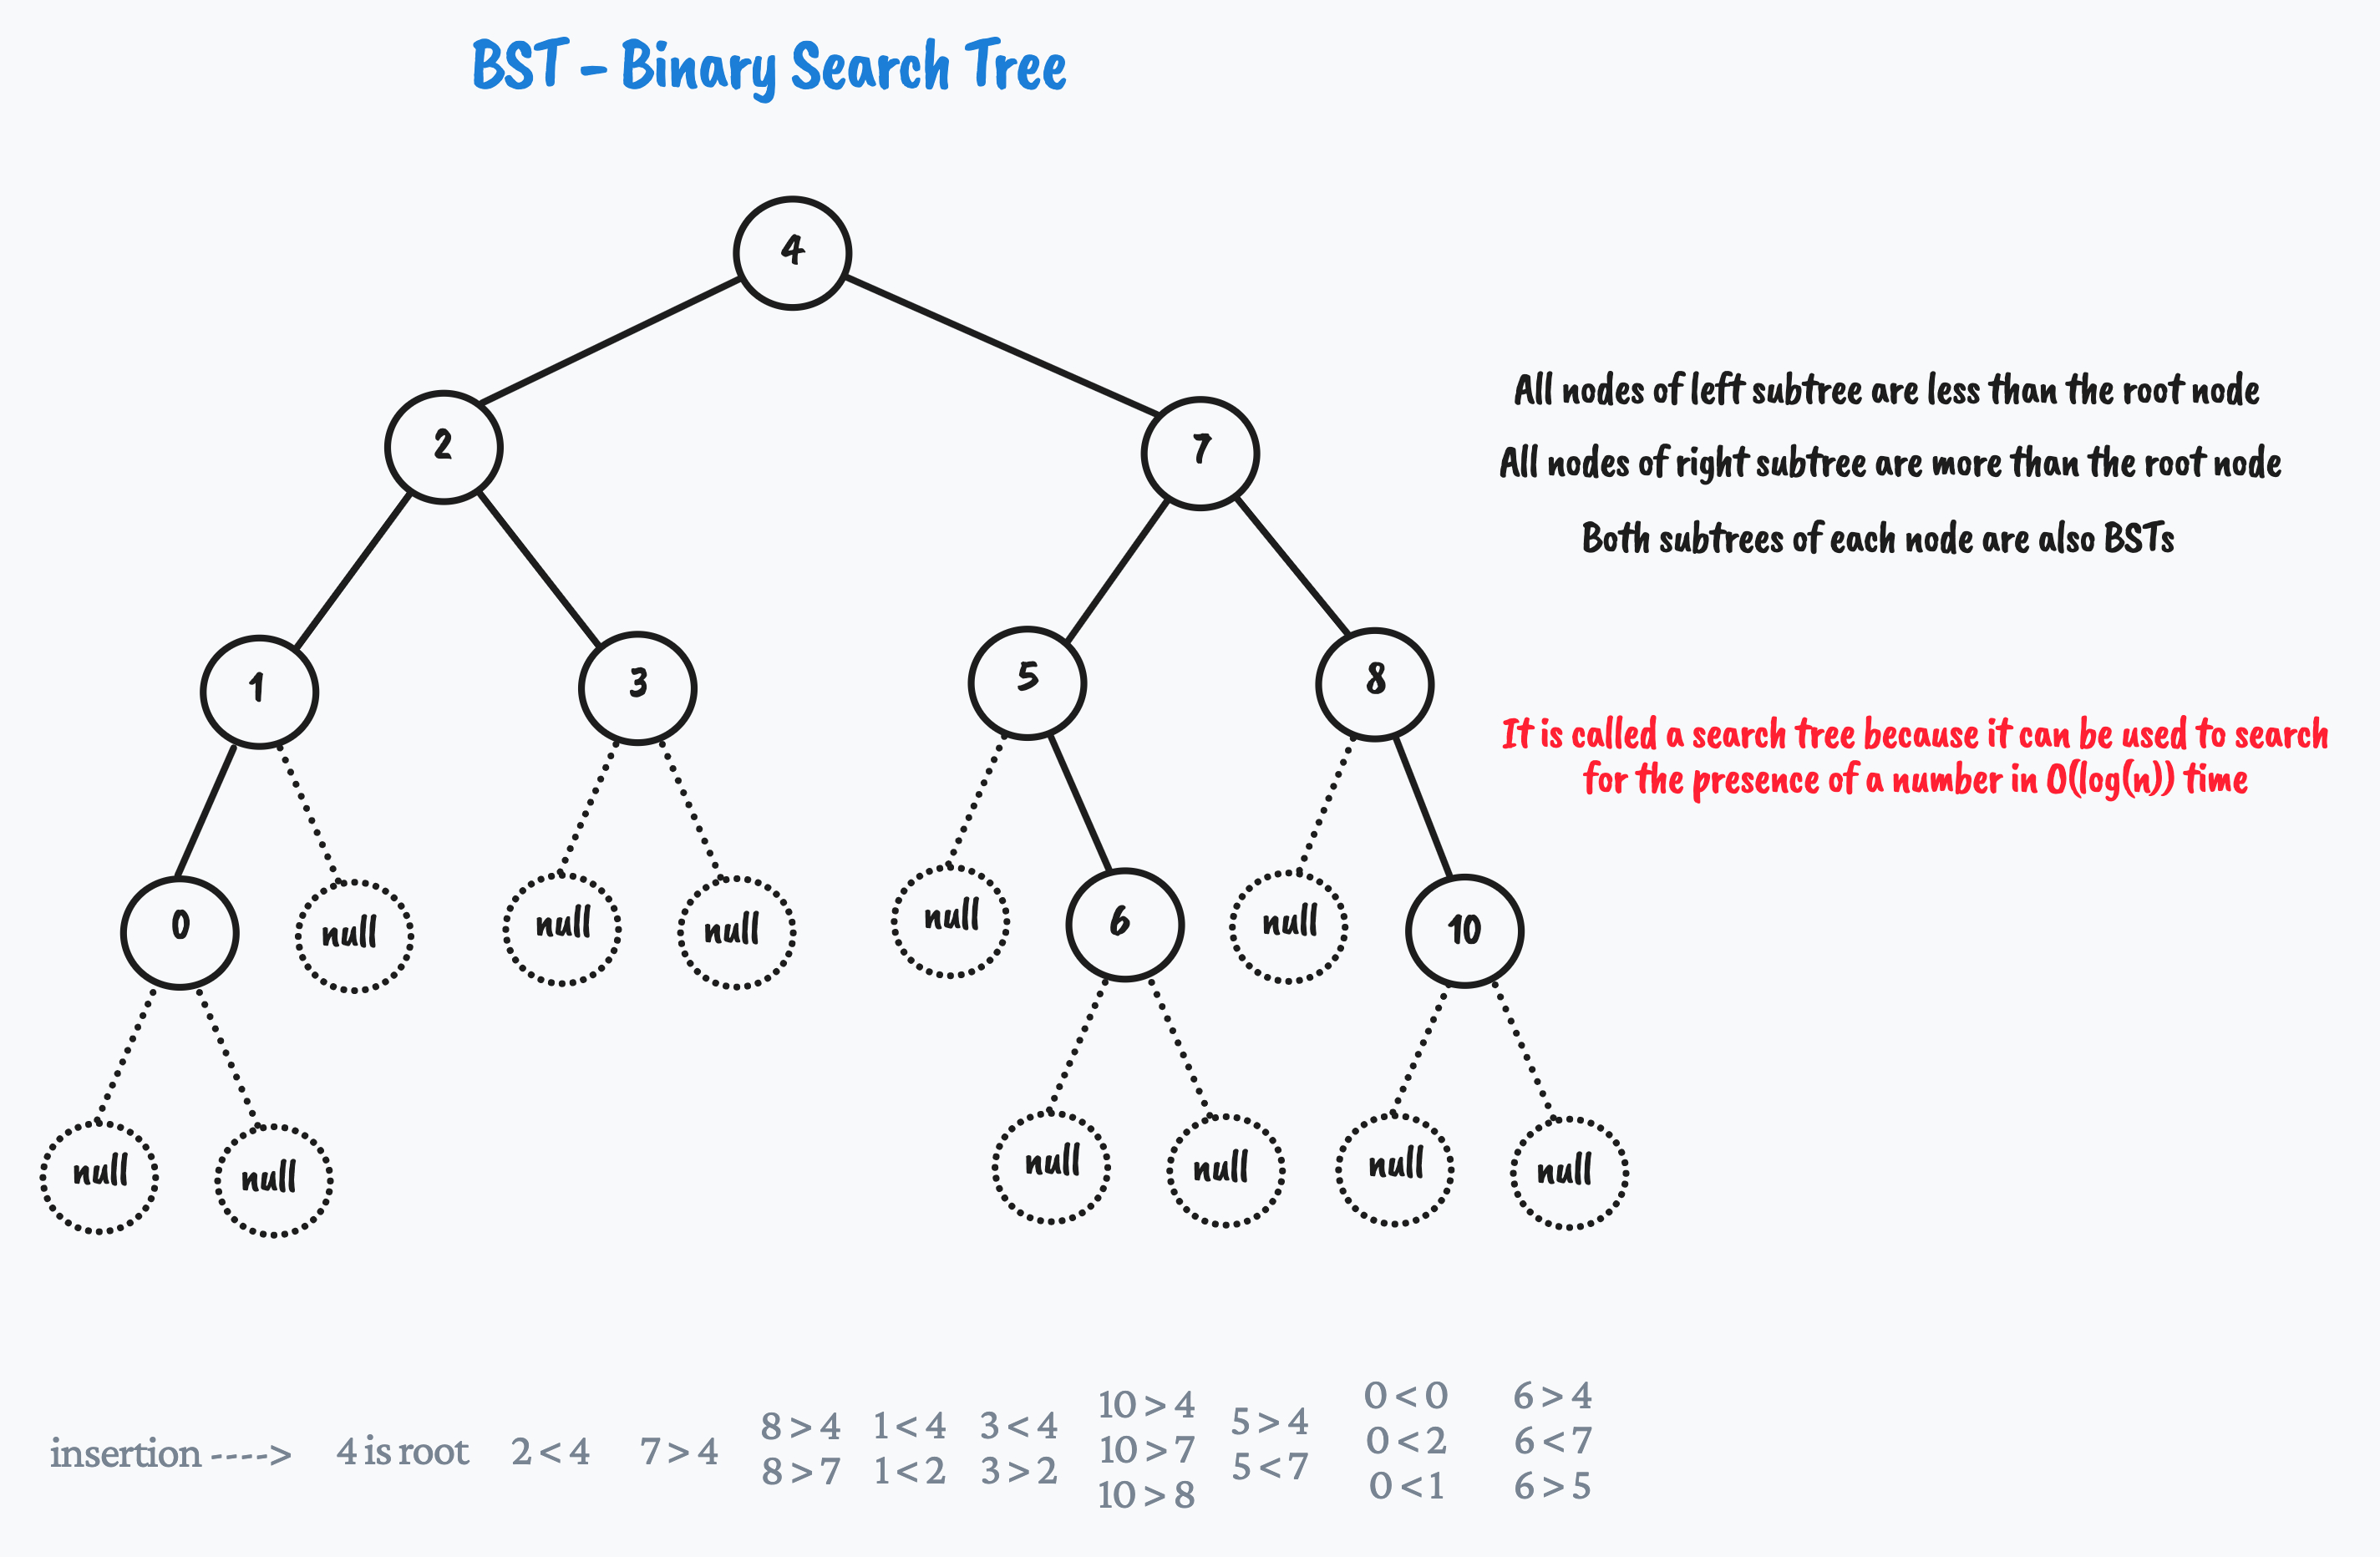 BST - Binary Search Tree
4
2
7
All nodes of left subtree are less than the root node
All nodes of right subtree are more than the root node
Both subtrees of each node are also BSTs
1
3
5
8
It is called a search tree because it can be used to search
for the presence of a number in O(log(n)) time
0
null
null
null
null
6
null
10
null
null
null
null
null
null
insertion ---->
4 is root
2 < 4
7 > 4
8 > 4
8 > 7
1 < 4
1 < 2
3 < 4
3 > 2
10 > 4
10 > 7
10 > 8
5 > 4
5 < 7
0 < 0
0 < 2
0 < 1
6 > 4
6 < 7
6 > 5